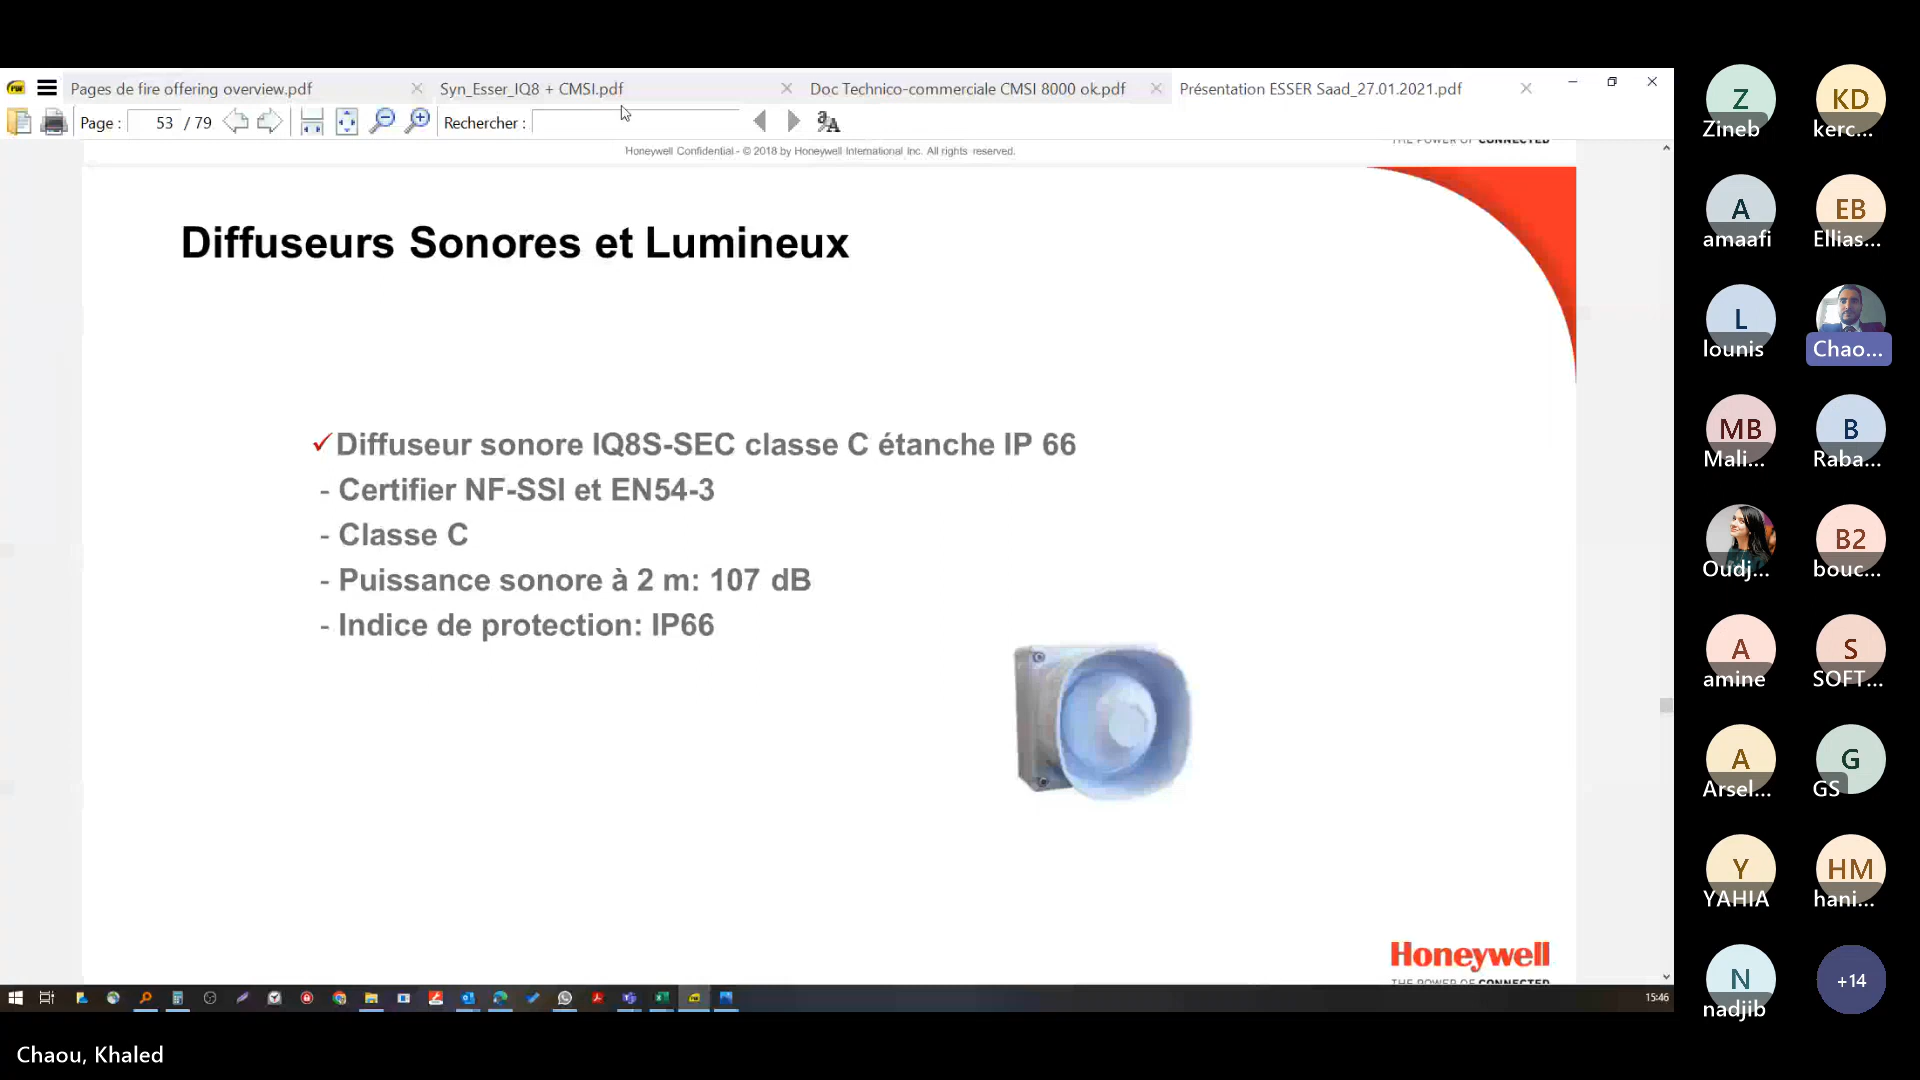 Pages de fire offering overview.pdf
Syn_Esser_IQ8 + CMSI.pdf
Doc Technico-commerciale CMSI 8000 ok.pdf
Présentation ESSER Saad_27.01.2021.pdf
Page : 53 / 79
Rechercher :
Honeywell Confidential - © 2018 by Honeywell International Inc. All rights reserved.
THE POWER OF CONNECTED
Diffuseurs Sonores et Lumineux
✓Diffuseur sonore IQ8S-SEC classe C étanche IP 66
- Certifier NF-SSI et EN54-3
- Classe C
- Puissance sonore à 2 m: 107 dB
- Indice de protection: IP66
Honeywell
THE POWER OF CONNECTED
15:46
Chaou, Khaled
Z
Zineb
KD
kerc...
A
amaafi
EB
Ellias...
L
lounis
Chao...
MB
Mali...
B
Raba...
Oudj...
B2
bouc...
A
amine
S
SOFT...
A
Arsel...
G
GS
Y
YAHIA
HM
hani...
N
nadjib
+14